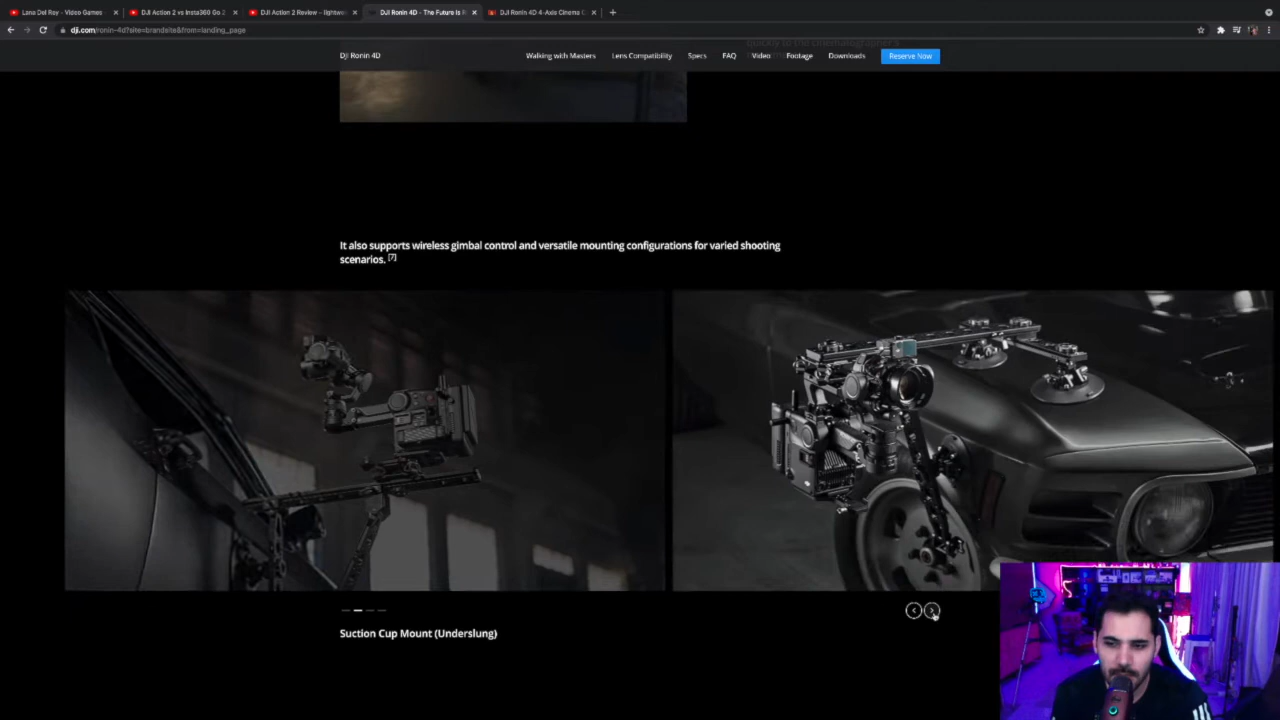 Lana Del Rey - Video Games
DJI Action 2 vs Insta360 Go 2
DJI Action 2 Review – lightwei
DJI Ronin 4D - The Future is
DJI Ronin 4D 4-Axis Cinema
dji.com/ronin-4d?site=brandsite&from=landing_page
DJI Ronin 4D
Walking with Masters
Lens Compatibility
Specs
FAQ
Video
Footage
Downloads
Reserve Now
It also supports wireless gimbal control and versatile mounting configurations for varied shooting
scenarios. [7]
Suction Cup Mount (Underslung)